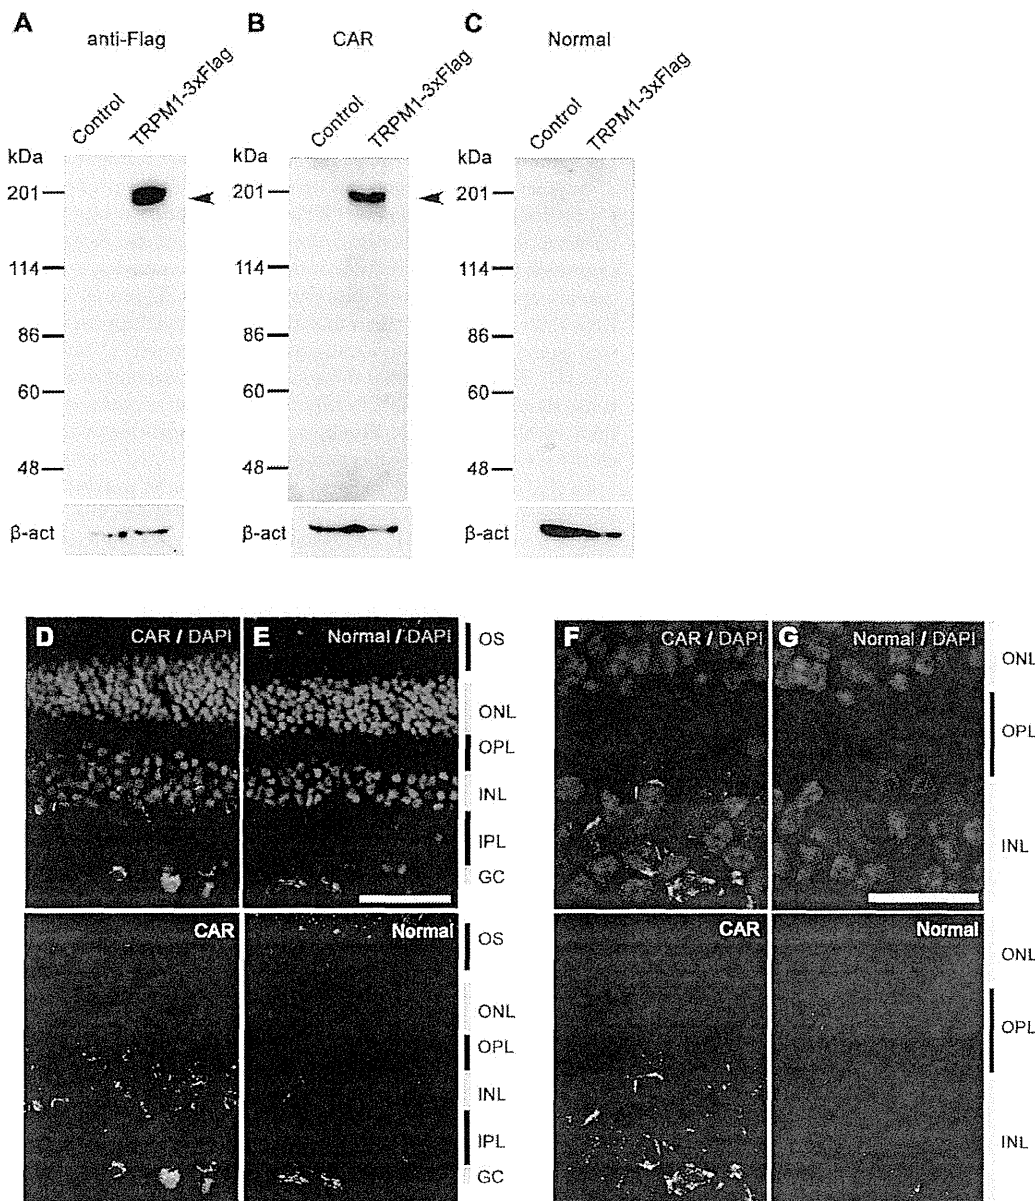 A anti-Flag
Control
TRPM1-3xFlag
kDa
201
114
86
60
48
β-act
B CAR
Control
TRPM1-3xFlag
kDa
201
114
86
60
48
β-act
C Normal
Control
TRPM1-3xFlag
kDa
201
114
86
60
48
β-act
D CAR / DAPI
E Normal / DAPI
OS
ONL
OPL
INL
IPL
GC
F CAR / DAPI
G Normal / DAPI
ONL
OPL
INL
CAR
Normal
OS
ONL
OPL
INL
IPL
GC
CAR
Normal
ONL
OPL
INL